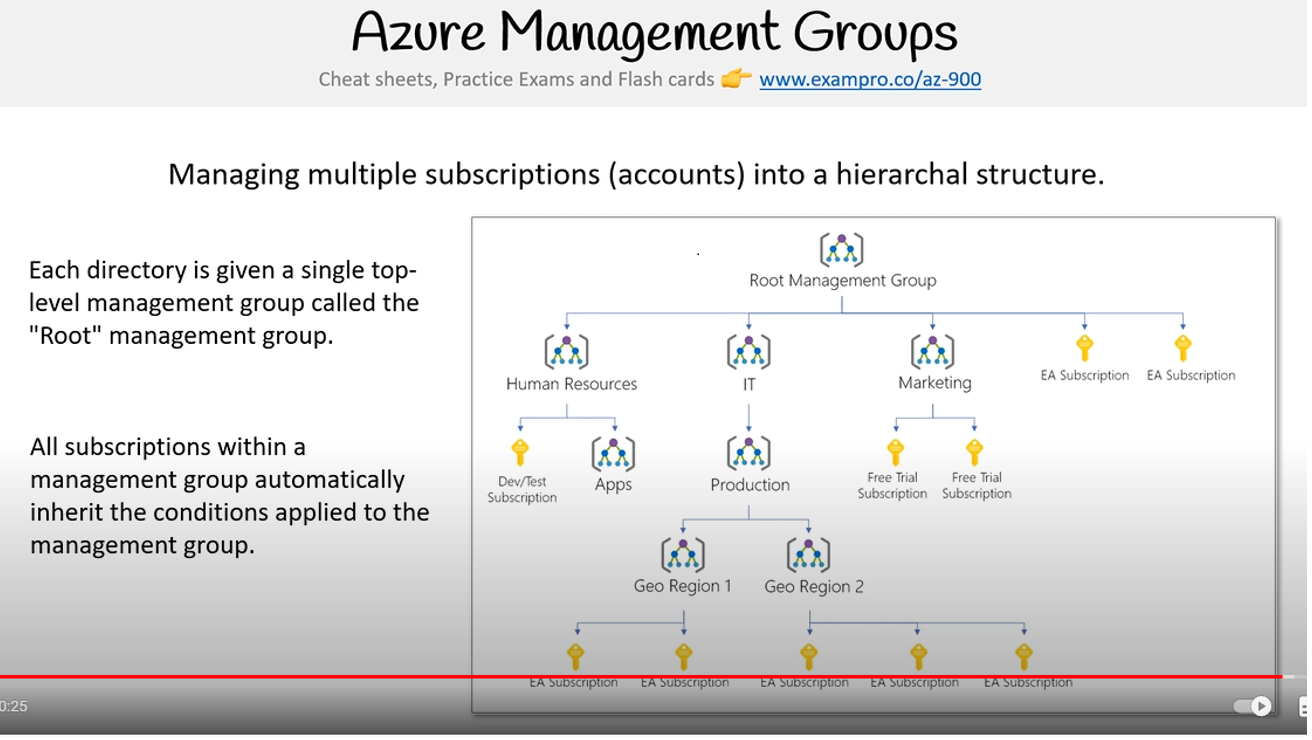 Azure Management Groups
Cheat sheets, Practice Exams and Flash cards 👉 www.exampro.co/az-900
Managing multiple subscriptions (accounts) into a hierarchal structure.
Each directory is given a single top-
level management group called the
"Root" management group.
All subscriptions within a
management group automatically
inherit the conditions applied to the
management group.
Root Management Group
Human Resources
IT
Marketing
EA Subscription
EA Subscription
Dev/Test
Subscription
Apps
Production
Free Trial
Subscription
Free Trial
Subscription
Geo Region 1
Geo Region 2
EA Subscription
EA Subscription
EA Subscription
EA Subscription
EA Subscription
0:25